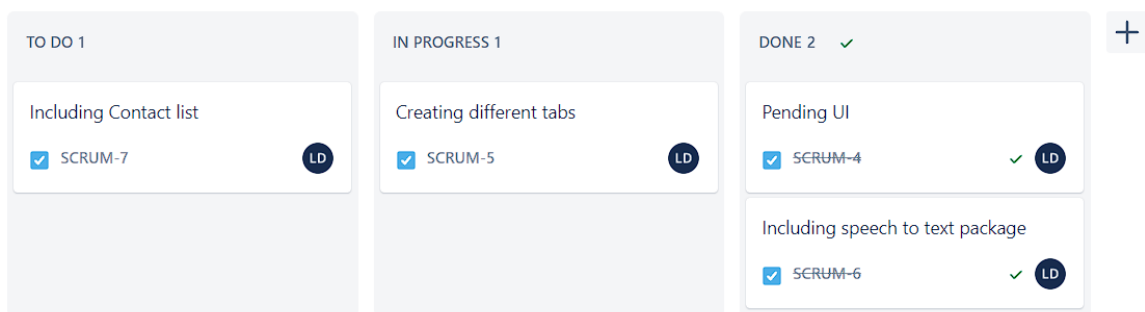 TO DO 1
Including Contact list
SCRUM-7 LD
IN PROGRESS 1
Creating different tabs
SCRUM-5 LD
DONE 2
Pending UI
SCRUM-4 LD
Including speech to text package
SCRUM-6 LD